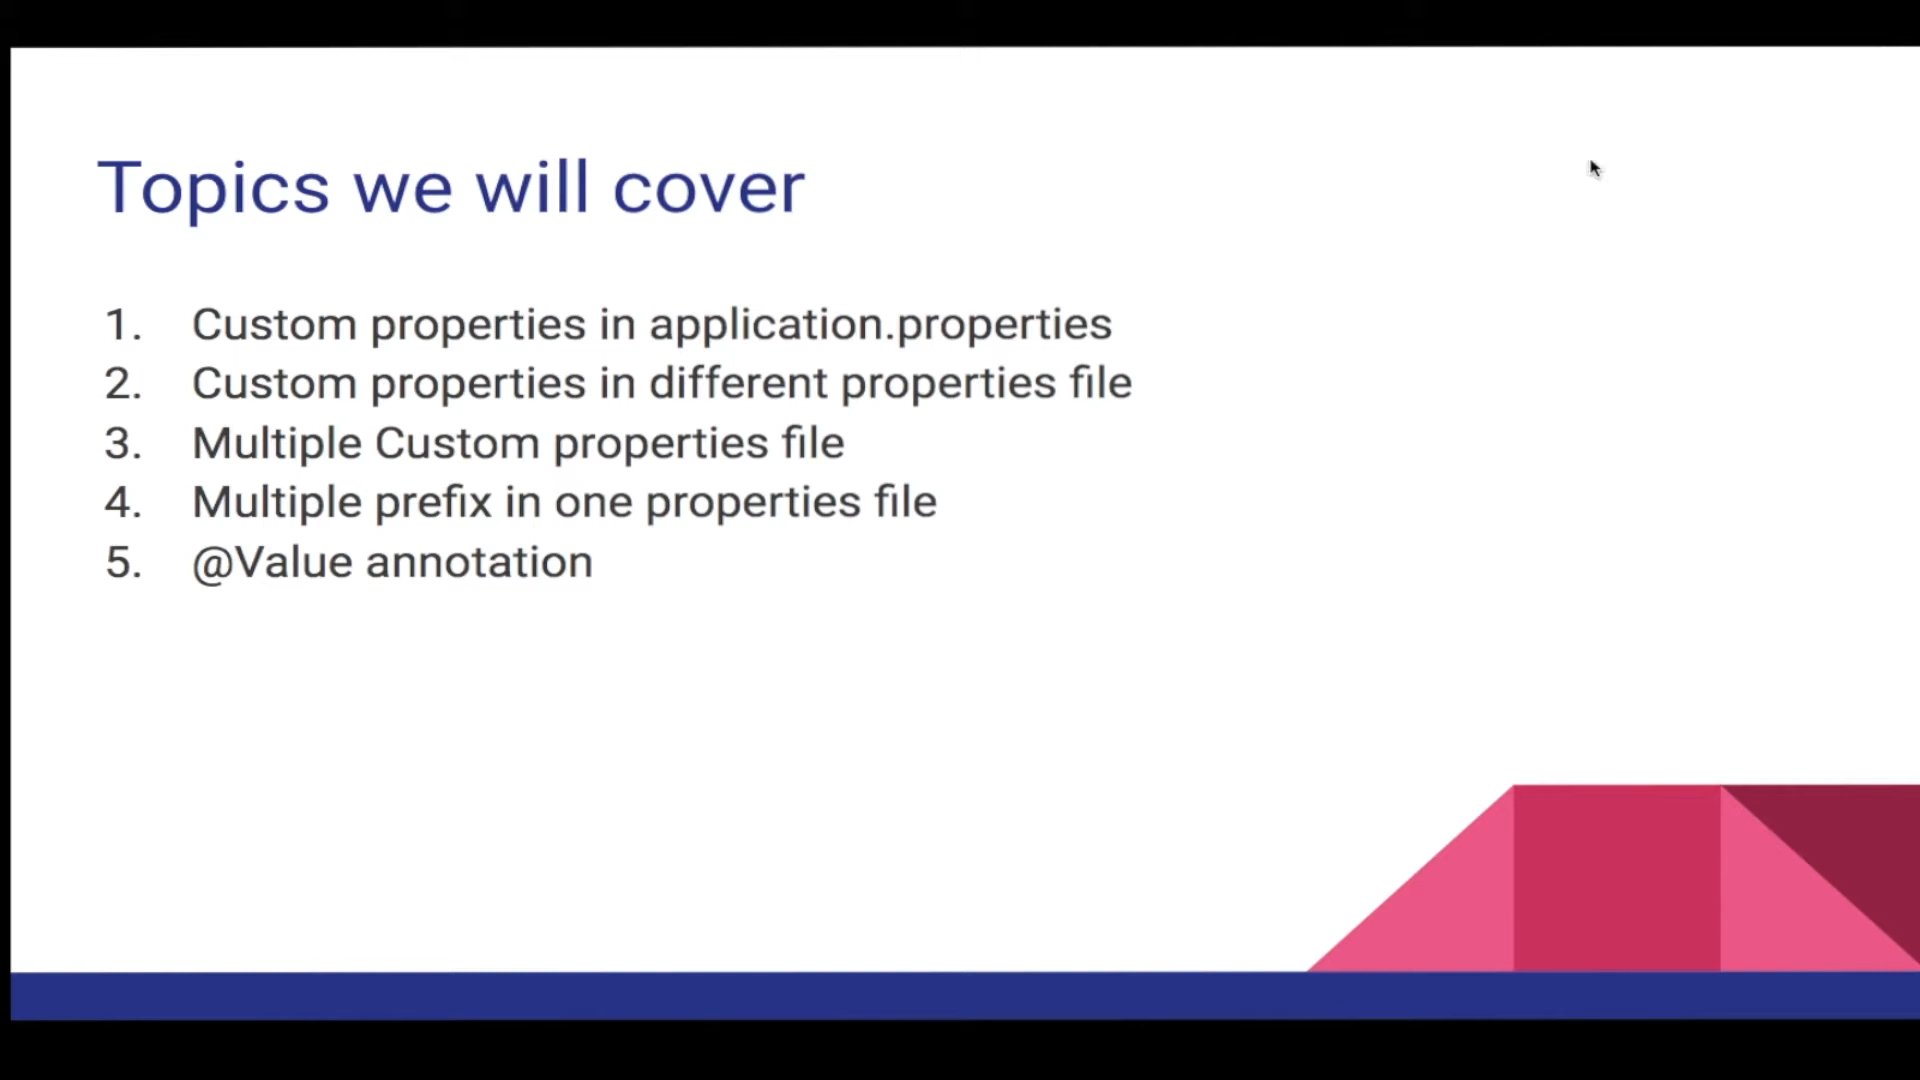 Topics we will cover
1. Custom properties in application.properties
2. Custom properties in different properties file
3. Multiple Custom properties file
4. Multiple prefix in one properties file
5. @Value annotation